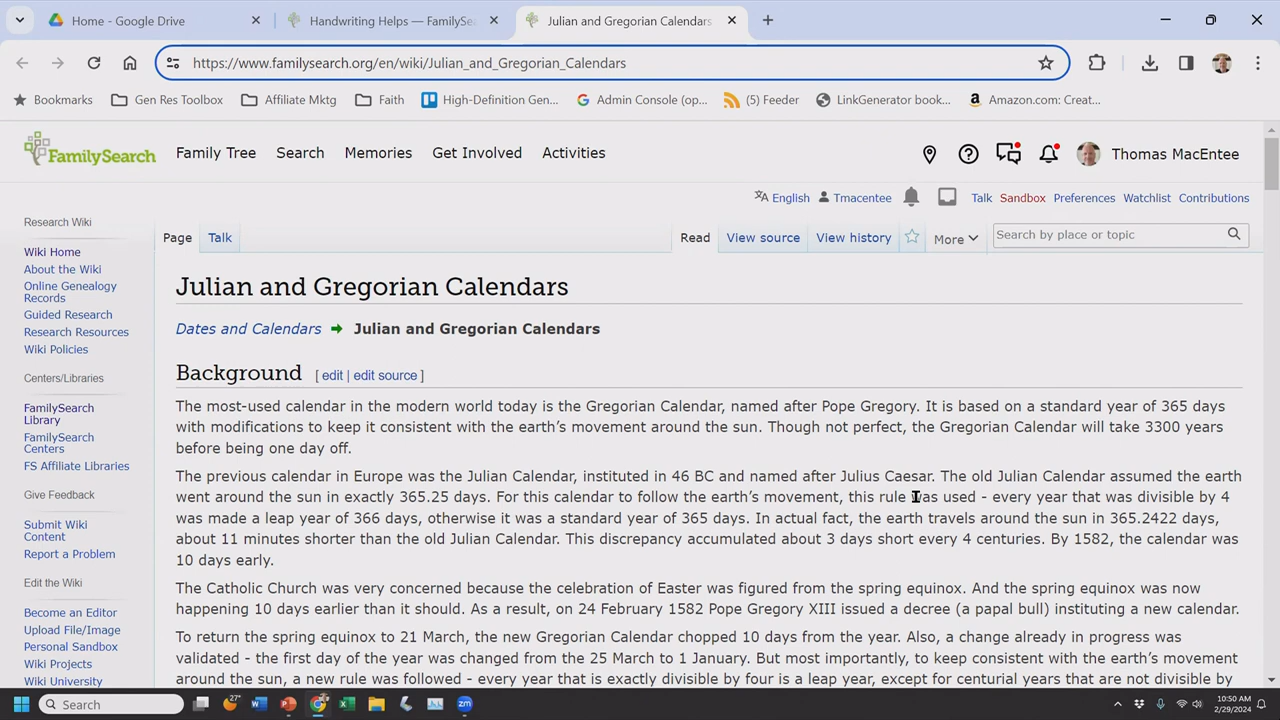 Home - Google Drive
Handwriting Helps — FamilySea
Julian and Gregorian Calendars
https://www.familysearch.org/en/wiki/Julian_and_Gregorian_Calendars
Bookmarks Gen Res Toolbox Affiliate Mktg Faith High-Definition Gen... Admin Console (op... (5) Feeder LinkGenerator book... Amazon.com: Creat...
FamilySearch Family Tree Search Memories Get Involved Activities Thomas MacEntee
English Tmacentee Talk Sandbox Preferences Watchlist Contributions
Page Talk Read View source View history More Search by place or topic
Research Wiki
Wiki Home
About the Wiki
Online Genealogy
Records
Guided Research
Research Resources
Wiki Policies
Centers/Libraries
FamilySearch
Library
FamilySearch
Centers
FS Affiliate Libraries
Give Feedback
Submit Wiki
Content
Report a Problem
Edit the Wiki
Become an Editor
Upload File/Image
Personal Sandbox
Wiki Projects
Wiki University
Julian and Gregorian Calendars
Dates and Calendars Julian and Gregorian Calendars
Background [ edit | edit source ]
The most-used calendar in the modern world today is the Gregorian Calendar, named after Pope Gregory. It is based on a standard year of 365 days
with modifications to keep it consistent with the earth's movement around the sun. Though not perfect, the Gregorian Calendar will take 3300 years
before being one day off.
The previous calendar in Europe was the Julian Calendar, instituted in 46 BC and named after Julius Caesar. The old Julian Calendar assumed the earth
went around the sun in exactly 365.25 days. For this calendar to follow the earth's movement, this rule was used - every year that was divisible by 4
was made a leap year of 366 days, otherwise it was a standard year of 365 days. In actual fact, the earth travels around the sun in 365.2422 days,
about 11 minutes shorter than the old Julian Calendar. This discrepancy accumulated about 3 days short every 4 centuries. By 1582, the calendar was
10 days early.
The Catholic Church was very concerned because the celebration of Easter was figured from the spring equinox. And the spring equinox was now
happening 10 days earlier than it should. As a result, on 24 February 1582 Pope Gregory XIII issued a decree (a papal bull) instituting a new calendar.
To return the spring equinox to 21 March, the new Gregorian Calendar chopped 10 days from the year. Also, a change already in progress was
validated - the first day of the year was changed from the 25 March to 1 January. But most importantly, to keep consistent with the earth's movement
around the sun, a new rule was followed - every year that is exactly divisible by four is a leap year, except for centurial years that are not divisible by
Search 27° 10:50 AM
2/29/2024